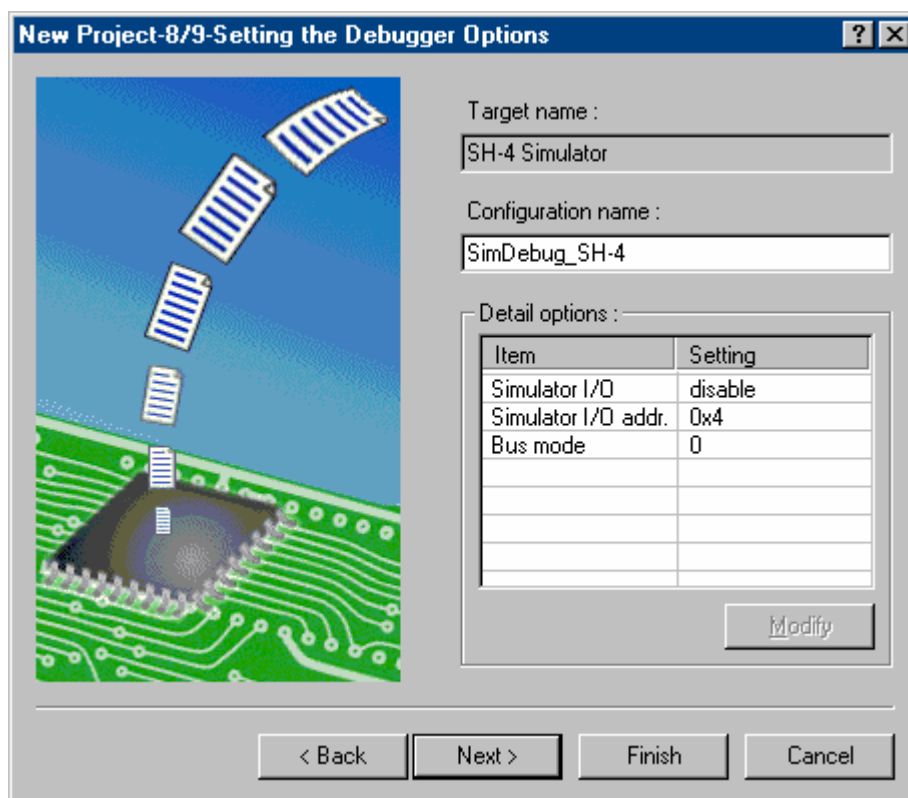 New Project-8/9-Setting the Debugger Options
Target name :
SH-4 Simulator
Configuration name :
SimDebug_SH-4
Detail options :
Item Setting
Simulator I/O disable
Simulator I/O addr. 0x4
Bus mode 0
Modify
< Back Next > Finish Cancel